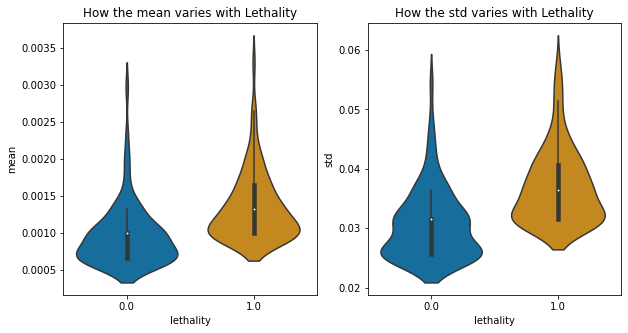 How the mean varies with Lethality
mean
0.0035
0.0030
0.0025
0.0020
0.0015
0.0010
0.0005
0.0
1.0
lethality
How the std varies with Lethality
std
0.06
0.05
0.04
0.03
0.02
0.0
1.0
lethality